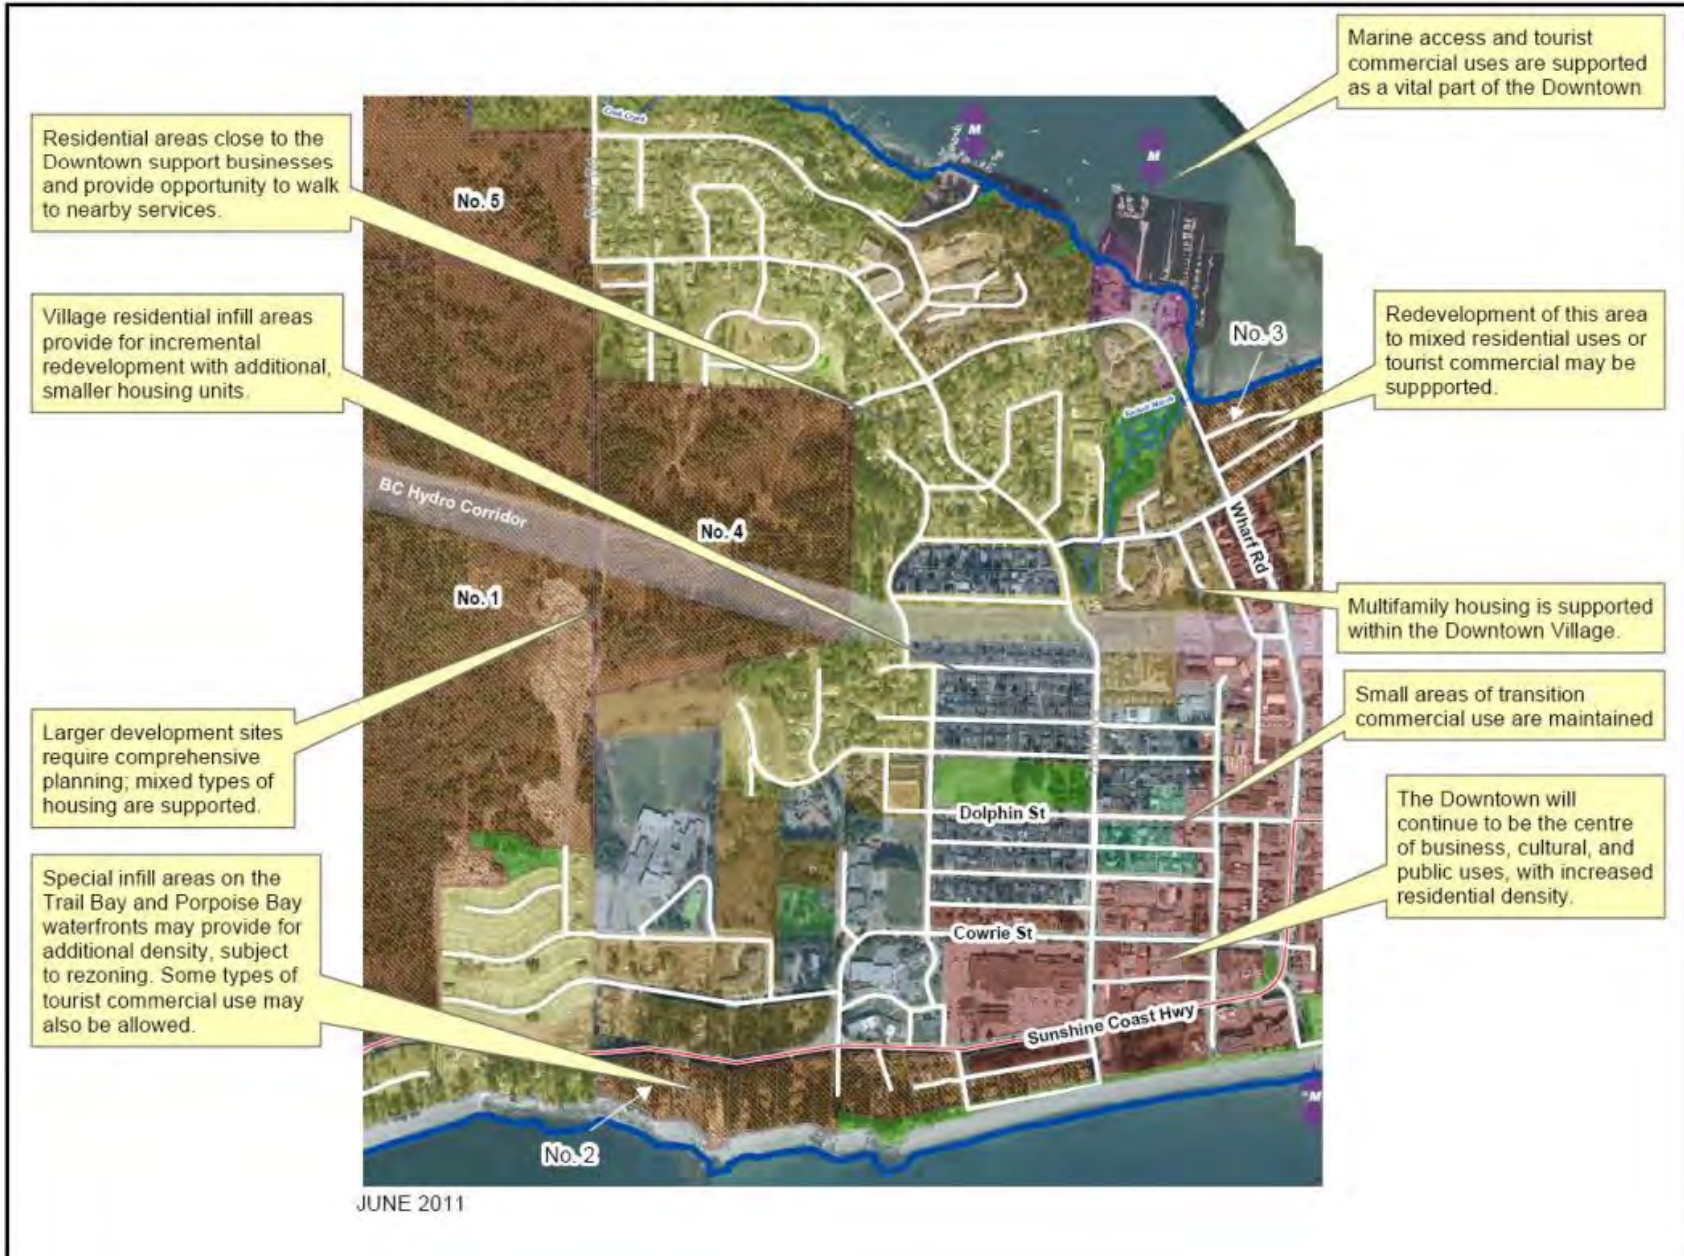 Marine access and tourist
commercial uses are supported
as a vital part of the Downtown
Residential areas close to the
Downtown support businesses
and provide opportunity to walk
to nearby services.
Village residential infill areas
provide for incremental
redevelopment with additional,
smaller housing units.
Redevelopment of this area
to mixed residential uses or
tourist commercial may be
suppported.
Larger development sites
require comprehensive
planning; mixed types of
housing are supported.
Multifamily housing is supported
within the Downtown Village.
Small areas of transition
commercial use are maintained
The Downtown will
continue to be the centre
of business, cultural, and
public uses, with increased
residential density.
Special infill areas on the
Trail Bay and Porpoise Bay
waterfronts may provide for
additional density, subject
to rezoning. Some types of
tourist commercial use may
also be allowed.
M
M
No. 5
No. 3
BC Hydro Corridor
No. 4
Wharf Rd
No. 1
Dolphin St
Cowrie St
Sunshine Coast Hwy
M
No. 2
JUNE 2011